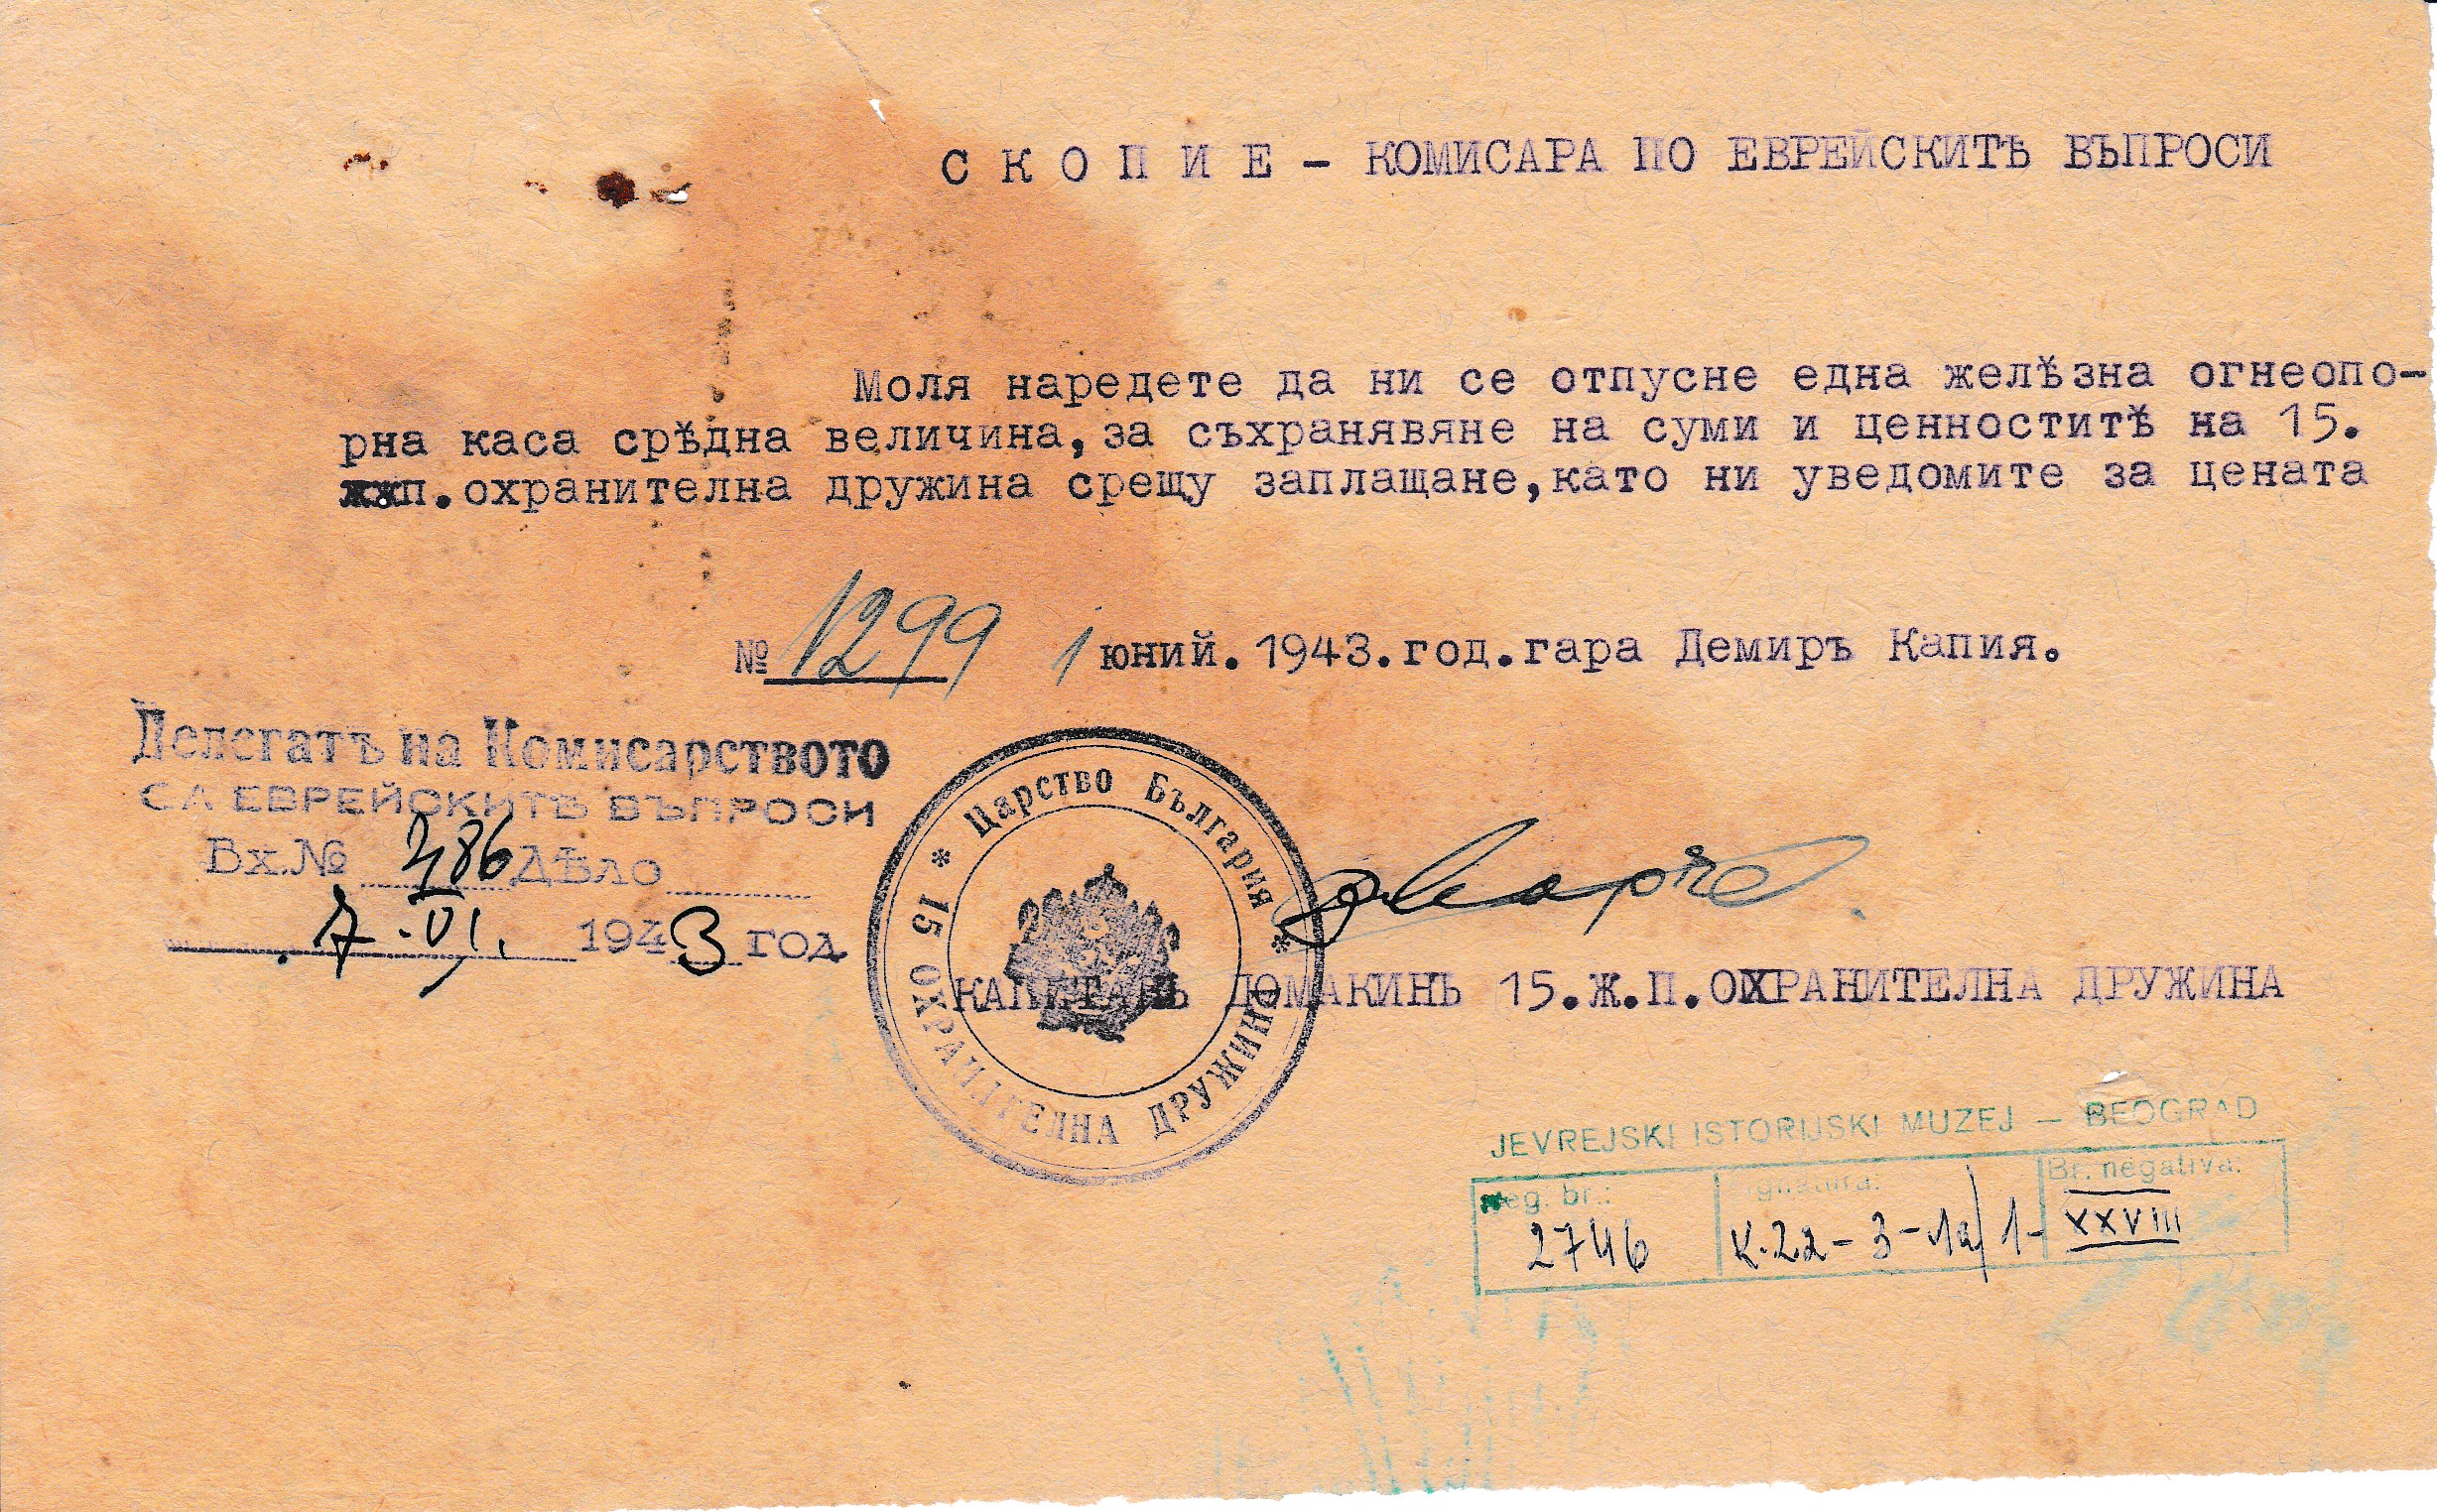 С К О П И Е - КОМИСАРА ПО ЕВРЕЙСКИТѢ ВЪПРОСИ
Моля наредете да ни се отпусне една желѣзна огнеопо-
рна каса срѣдна величина,за съхранявяне на суми и ценноститѣ на 15.
жхп.охранителна дружина срещу заплащане,като ни уведомите за цената
№ 1299 1 юний.1943.год.гара Демиръ Капия.
Делегатъ на Комисарството
СА ЕВРЕЙСКИТѢ ВЪПРОСИ
Вх.№ 486 ДѢЛО
7.VI. 1943 год
* Царство България *
15 ОХРАНИТЕЛНА ДРУЖИНА
КАПИТАНЪ ДОМАКИНЪ 15.Ж.П.ОХРАНИТЕЛНА ДРУЖИНА
JEVREJSKI ISTORIJSKI MUZEJ — BEOGRAD
Reg. br.: Signatura: Br. negativa:
2746 K.22-3-1a/1- XXVIII